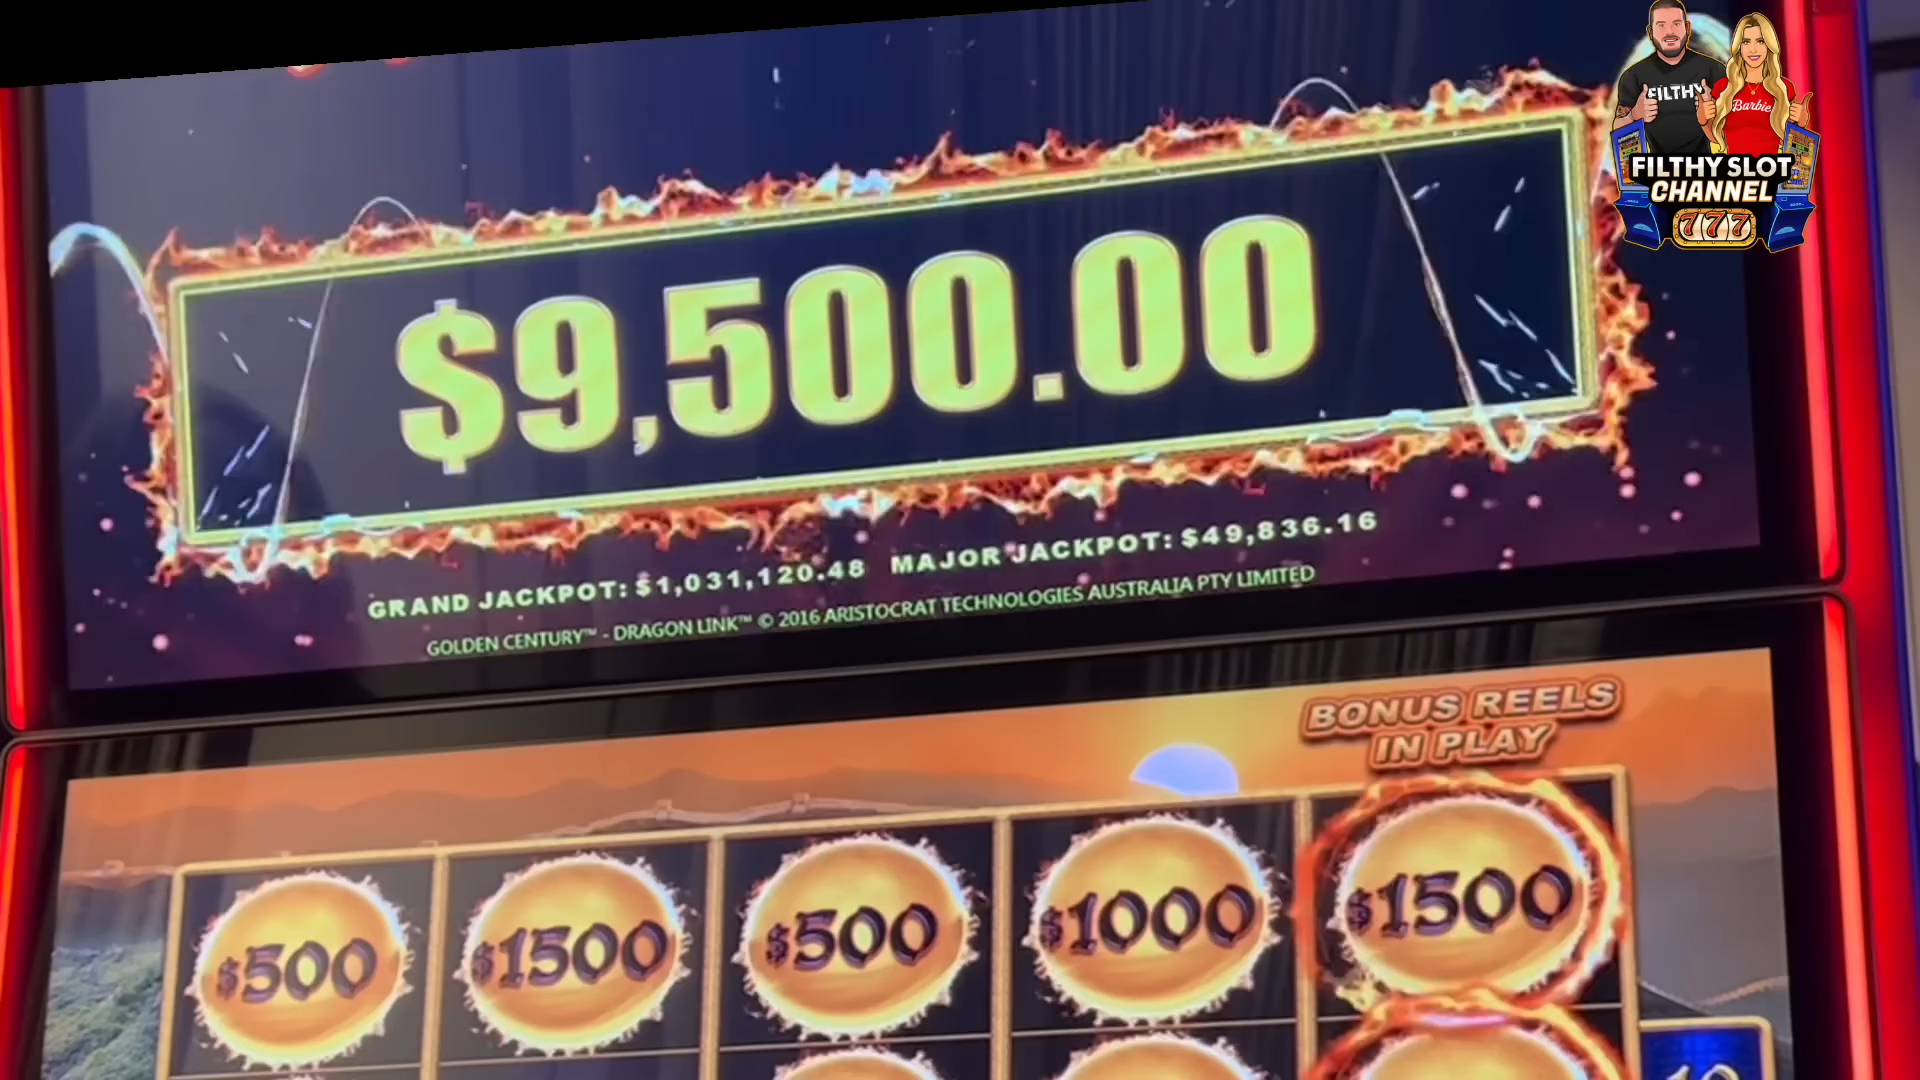 FILTHY
Barbie
FILTHY SLOT
CHANNEL
777
$9,500.00
GRAND JACKPOT: $1,031,120.48 MAJOR JACKPOT: $49,836.16
GOLDEN CENTURY™ - DRAGON LINK™ © 2016 ARISTOCRAT TECHNOLOGIES AUSTRALIA PTY LIMITED
BONUS REELS
IN PLAY
$500 $1500 $500 $1000 $1500